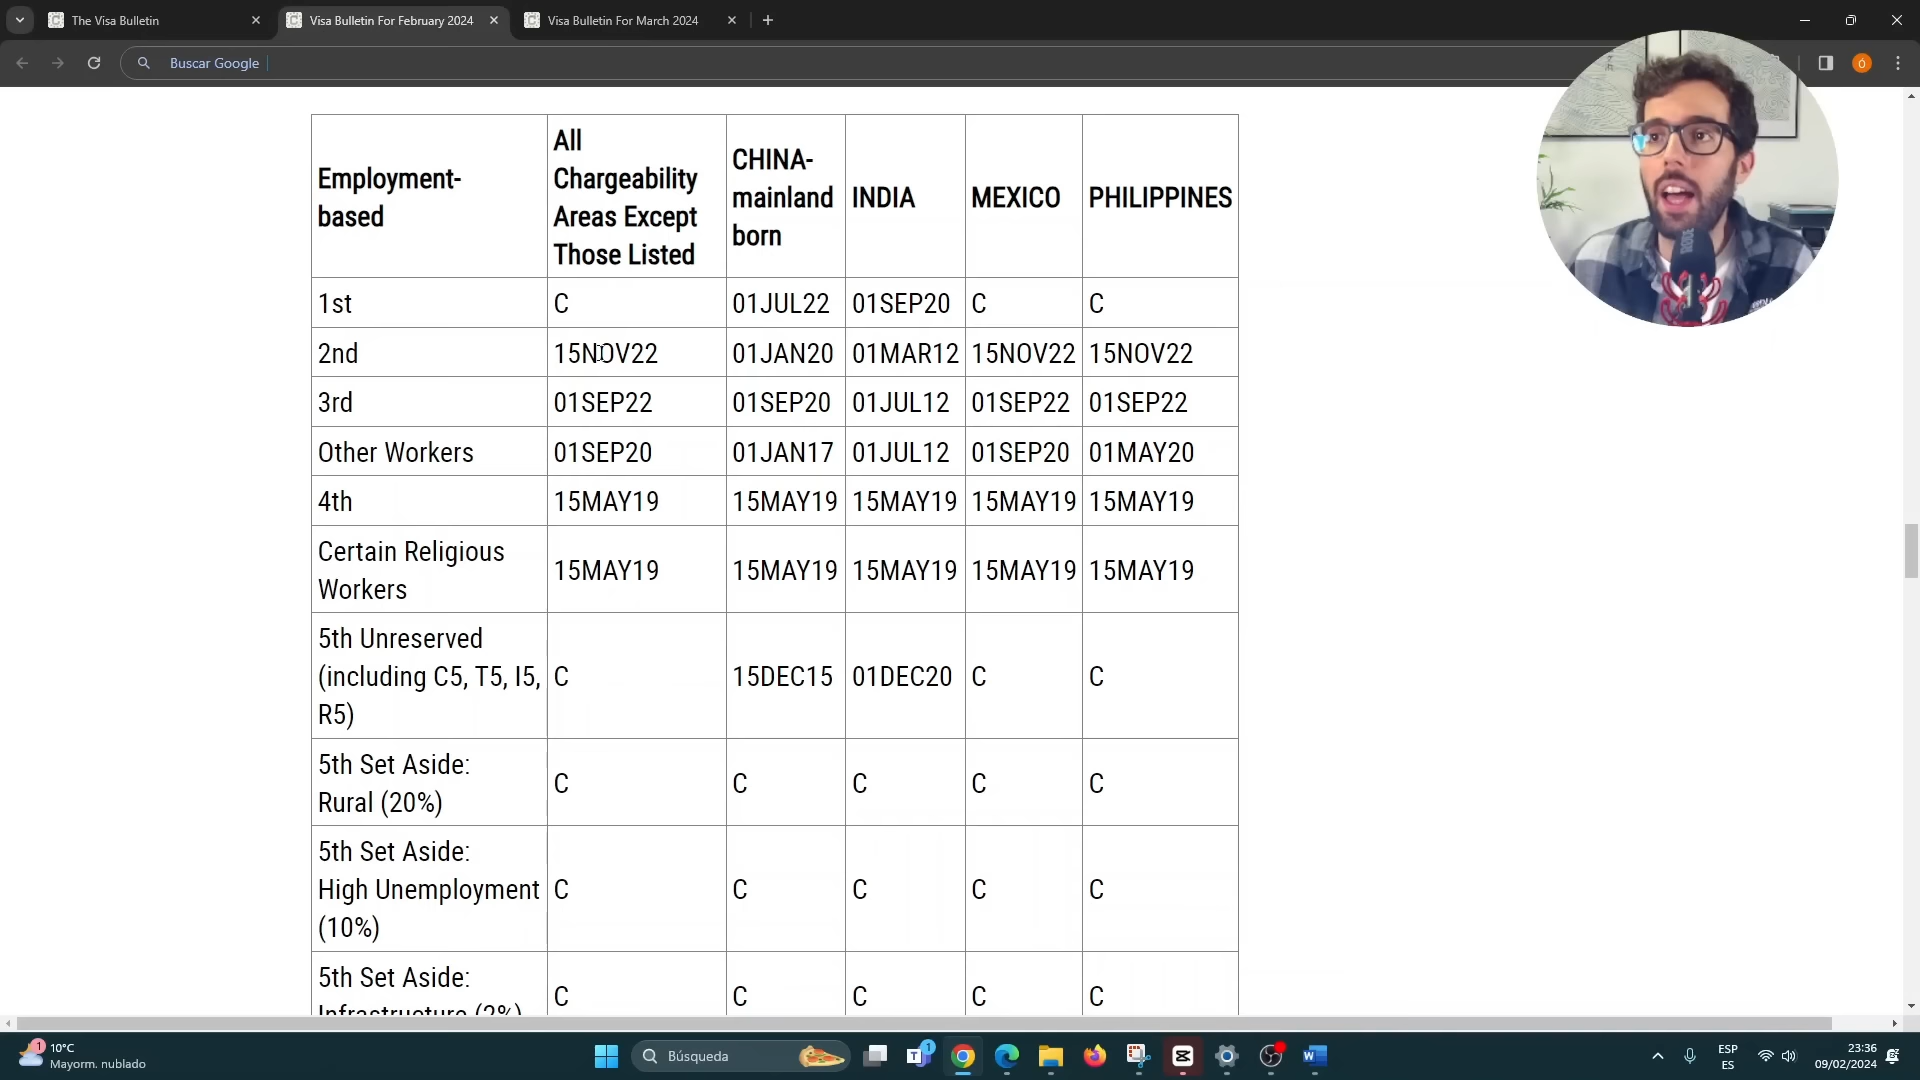 The Visa Bulletin
Visa Bulletin For February 2024
Visa Bulletin For March 2024
Buscar Google
Employment-based
All Chargeability Areas Except Those Listed
CHINA-mainland born
INDIA
MEXICO
PHILIPPINES
1st C 01JUL22 01SEP20 C C
2nd 15NOV22 01JAN20 01MAR12 15NOV22 15NOV22
3rd 01SEP22 01SEP20 01JUL12 01SEP22 01SEP22
Other Workers 01SEP20 01JAN17 01JUL12 01SEP20 01MAY20
4th 15MAY19 15MAY19 15MAY19 15MAY19 15MAY19
Certain Religious Workers 15MAY19 15MAY19 15MAY19 15MAY19 15MAY19
5th Unreserved (including C5, T5, I5, R5) C 15DEC15 01DEC20 C C
5th Set Aside: Rural (20%) C C C C C
5th Set Aside: High Unemployment (10%) C C C C C
5th Set Aside: Infrastructure (2%) C C C C C
1
10°C
Mayorm. nublado
Búsqueda
1
ESP
ES
23:36
09/02/2024